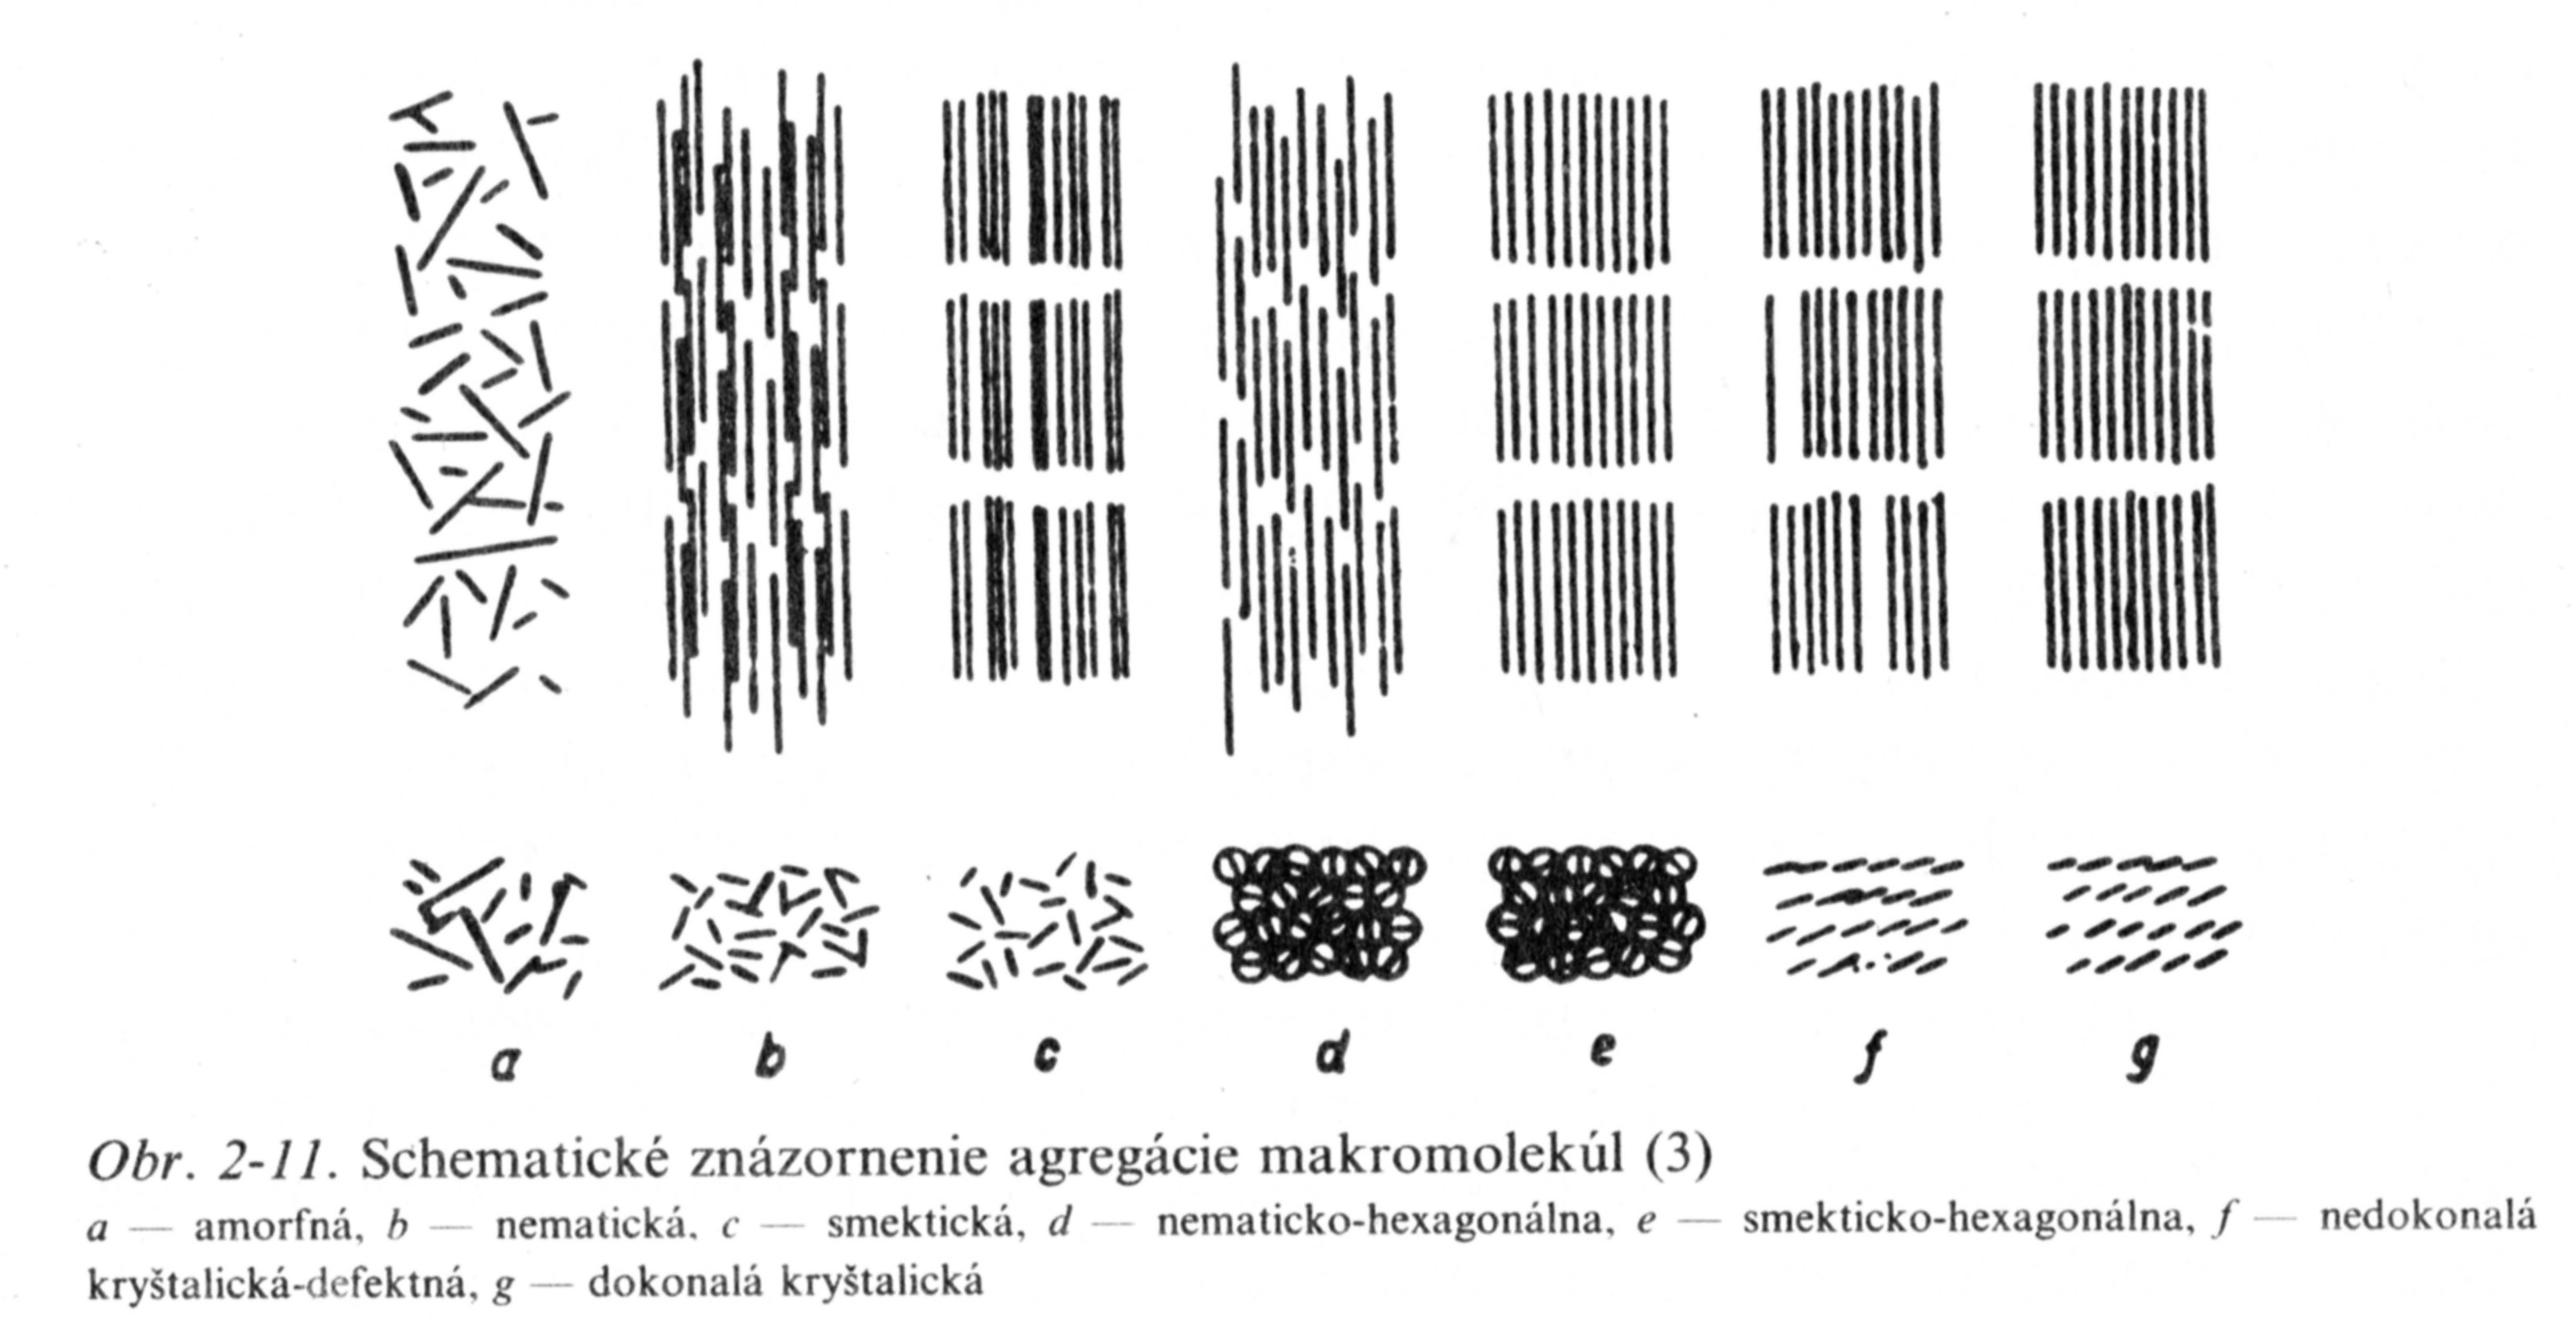 a b c d e f g
Obr. 2-11. Schematické znázornenie agregácie makromolekúl (3)
a — amorfná, b — nematická, c — smektická, d — nematicko-hexagonálna, e — smekticko-hexagonálna, f — nedokonalá
kryštalická-defektná, g — dokonalá kryštalická